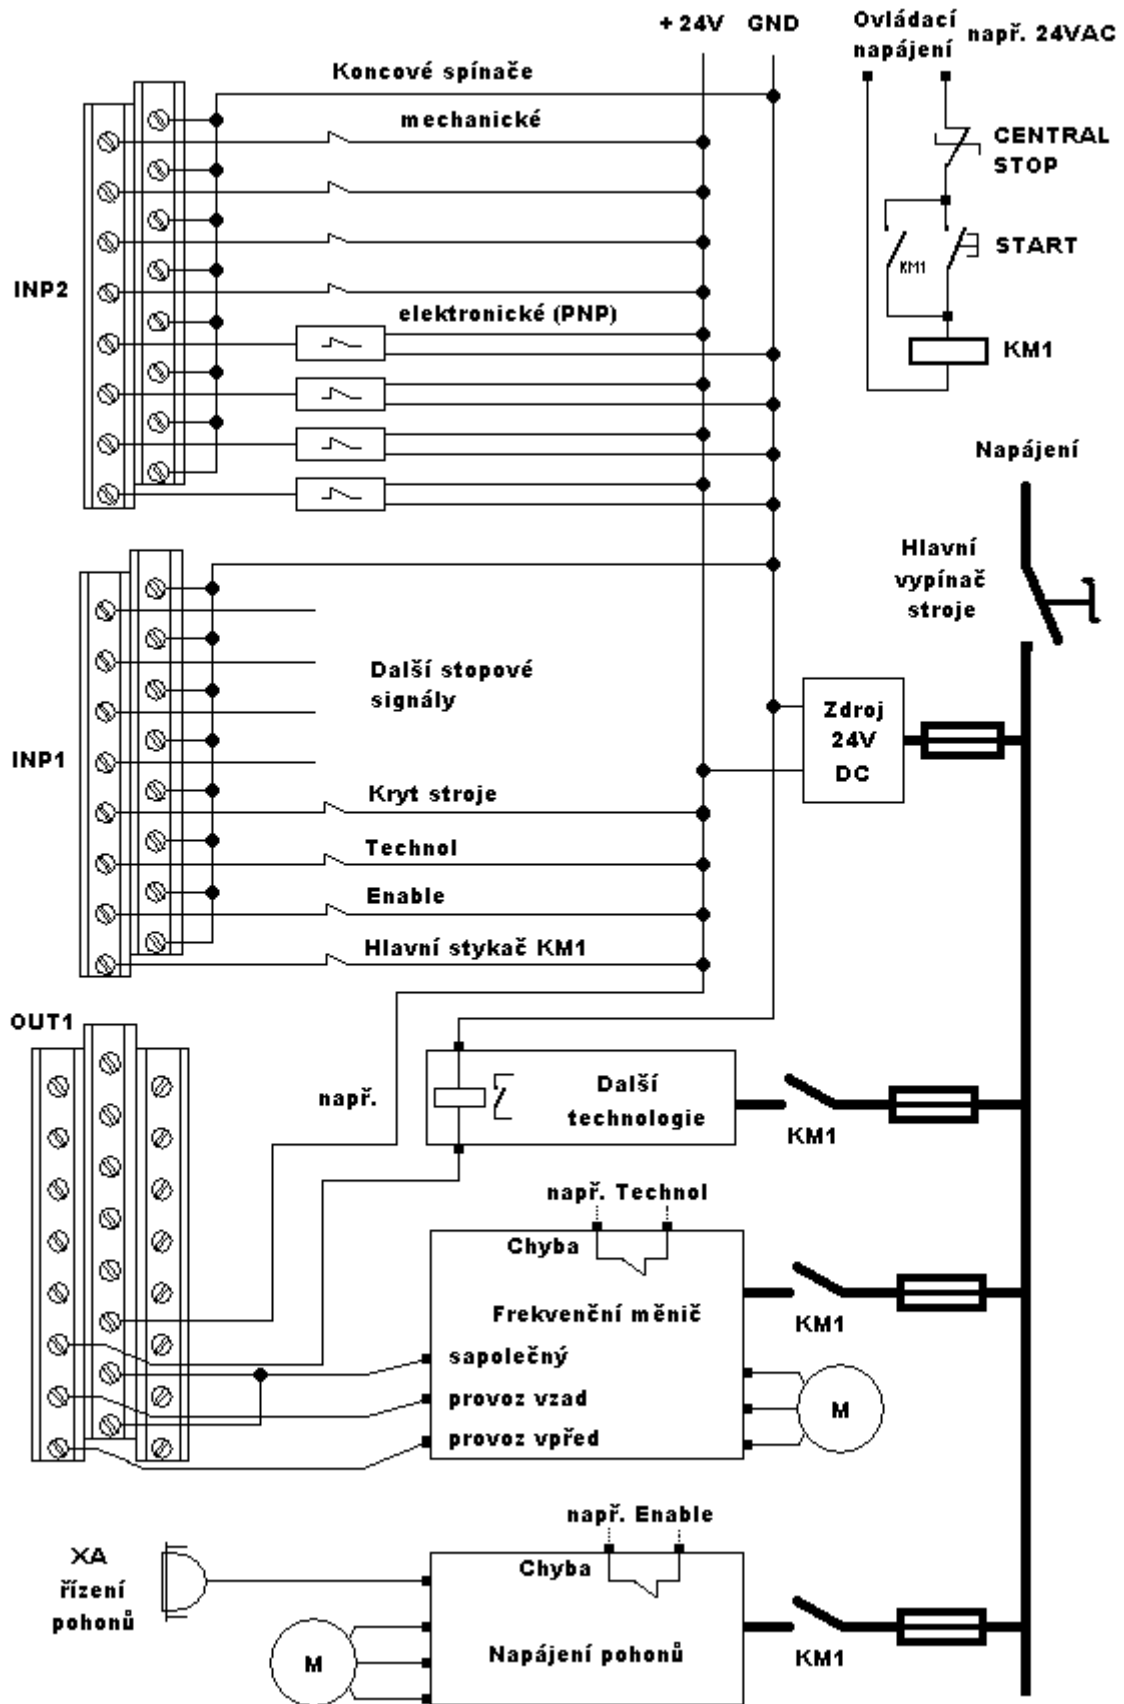 +24V GND
Ovládací
napájení
např. 24VAC
Koncové spínače
mechanické
CENTRAL
STOP
START
KM1
KM1
INP2
elektronické (PNP)
Napájení
Hlavní
vypínač
stroje
Další stopové
signály
Zdroj
24V
DC
INP1
Kryt stroje
Technol
Enable
Hlavní stykač KM1
OUT1
např.
Další
technologie
KM1
např. Technol
Chyba
Frekvenční měnič
KM1
sapolečný
provoz vzad
M
provoz vpřed
např. Enable
XA
řízení
pohonů
Chyba
Napájení pohonů
M
KM1